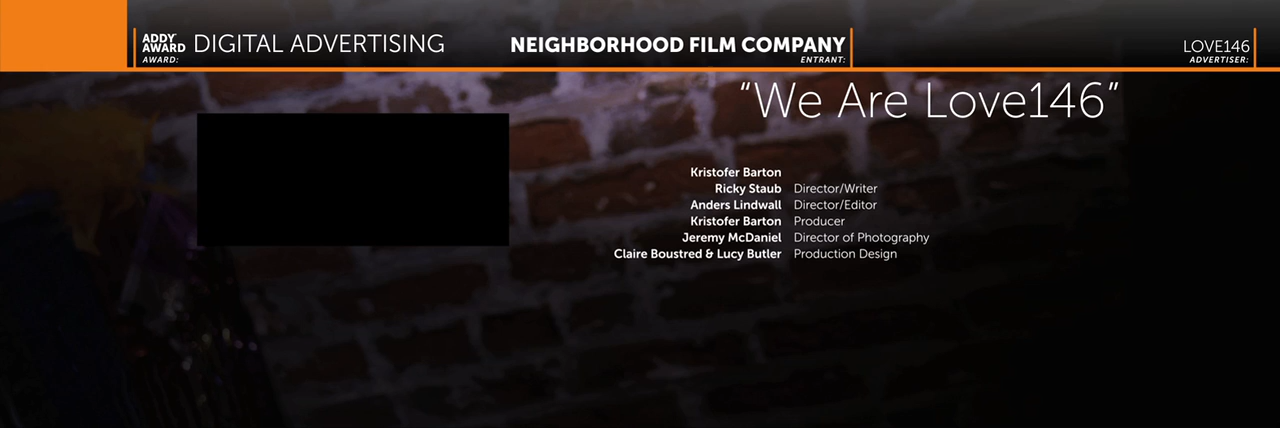 ADDY AWARD DIGITAL ADVERTISING
AWARD:
NEIGHBORHOOD FILM COMPANY
ENTRANT:
LOVE146
ADVERTISER:
“We Are Love146”
Kristofer Barton
Ricky Staub Director/Writer
Anders Lindwall Director/Editor
Kristofer Barton Producer
Jeremy McDaniel Director of Photography
Claire Boustred & Lucy Butler Production Design